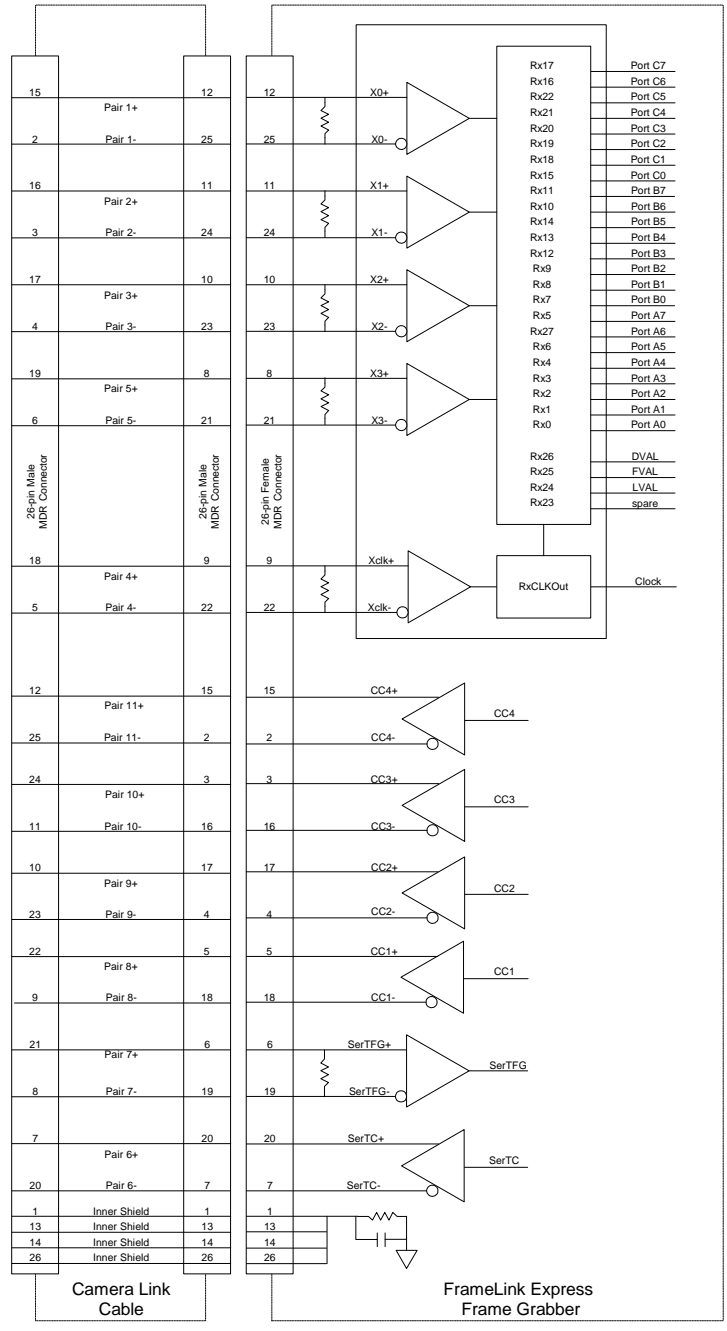 Rx17 Port C7
Rx16 Port C6
15 12 12 X0+ Rx22 Port C5
Pair 1+ Rx21 Port C4
Rx20 Port C3
2 Pair 1- 25 25 X0- Rx19 Port C2
Rx18 Port C1
Rx15 Port C0
16 11 11 X1+ Rx11 Port B7
Pair 2+ Rx10 Port B6
Rx14 Port B5
3 Pair 2- 24 24 X1- Rx13 Port B4
Rx12 Port B3
Rx9 Port B2
17 10 10 X2+ Rx8 Port B1
Pair 3+ Rx7 Port B0
Rx5 Port A7
4 Pair 3- 23 23 X2- Rx27 Port A6
Rx6 Port A5
Rx4 Port A4
19 8 8 X3+ Rx3 Port A3
Pair 5+ Rx2 Port A2
Rx1 Port A1
6 Pair 5- 21 21 X3- Rx0 Port A0
Rx26 DVAL
Rx25 FVAL
Rx24 LVAL
Rx23 spare
26-pin Male
MDR Connector
26-pin Male
MDR Connector
26-pin Female
MDR Connector
18 9 9 Xclk+
Pair 4+
RxCLKOut Clock
5 Pair 4- 22 22 Xclk-
12 15 15 CC4+
Pair 11+
CC4
25 Pair 11- 2 2 CC4-
24 3 3 CC3+
Pair 10+
CC3
11 Pair 10- 16 16 CC3-
10 17 17 CC2+
Pair 9+
CC2
23 Pair 9- 4 4 CC2-
22 5 5 CC1+
Pair 8+
CC1
9 Pair 8- 18 18 CC1-
21 6 6 SerTFG+
Pair 7+
SerTFG
8 Pair 7- 19 19 SerTFG-
7 20 20 SerTC+
Pair 6+
SerTC
20 Pair 6- 7 7 SerTC-
1 Inner Shield 1 1
13 Inner Shield 13 13
14 Inner Shield 14 14
26 Inner Shield 26 26
Camera Link
Cable
FrameLink Express
Frame Grabber